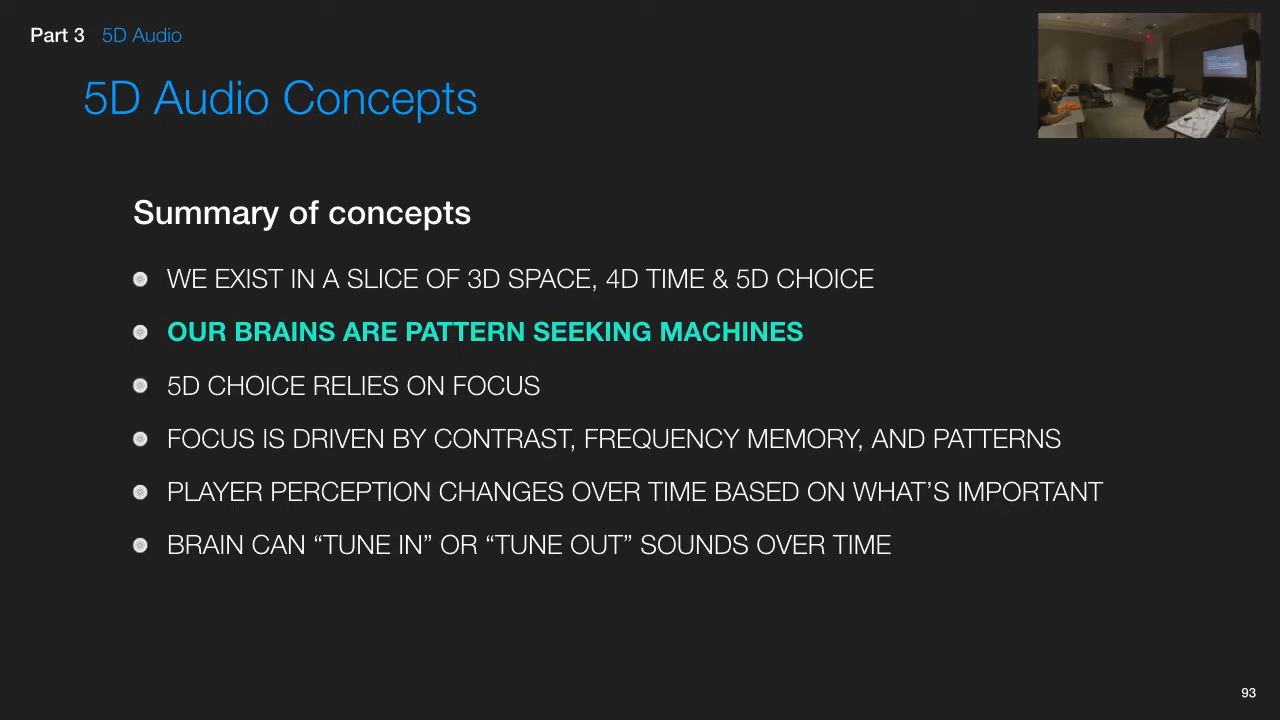 Part 3 5D Audio
5D Audio Concepts
Summary of concepts
WE EXIST IN A SLICE OF 3D SPACE, 4D TIME & 5D CHOICE
OUR BRAINS ARE PATTERN SEEKING MACHINES
5D CHOICE RELIES ON FOCUS
FOCUS IS DRIVEN BY CONTRAST, FREQUENCY MEMORY, AND PATTERNS
PLAYER PERCEPTION CHANGES OVER TIME BASED ON WHAT’S IMPORTANT
BRAIN CAN “TUNE IN” OR “TUNE OUT” SOUNDS OVER TIME
93